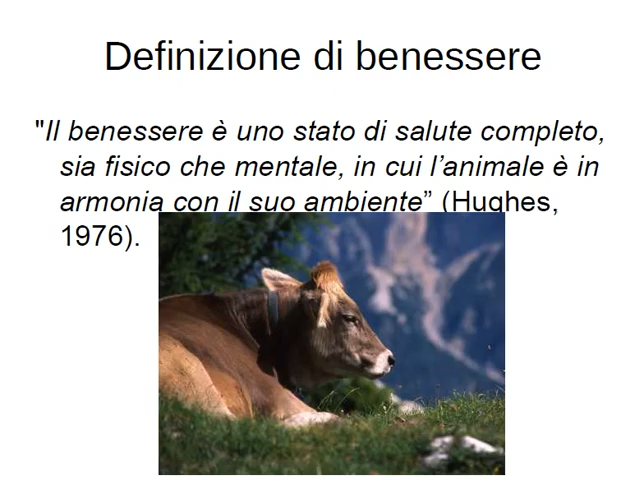 Definizione di benessere
"Il benessere è uno stato di salute completo,
sia fisico che mentale, in cui l’animale è in
armonia con il suo ambiente” (Hughes,
1976).